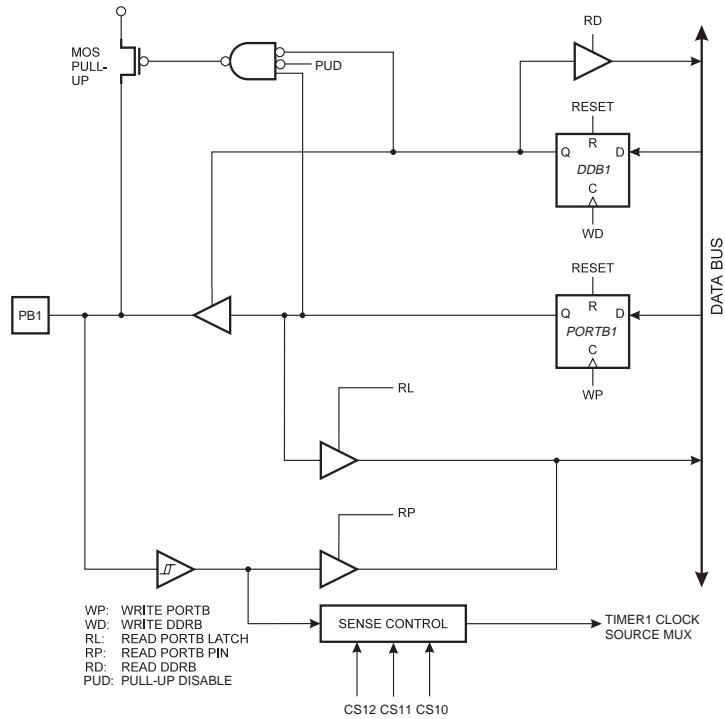 RD
MOS
PULL-
UP
PUD
RESET
R
Q
D
DDB1
C
WD
DATA BUS
RESET
PB1
R
Q
D
PORTB1
C
WP
RL
RP
WP: WRITE PORTB
WD: WRITE DDRB
RL: READ PORTB LATCH
RP: READ PORTB PIN
RD: READ DDRB
PUD: PULL-UP DISABLE
SENSE CONTROL
TIMER1 CLOCK
SOURCE MUX
CS12 CS11 CS10